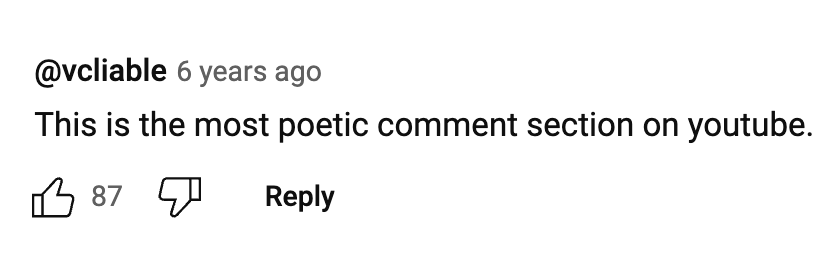 @vcliable 6 years ago
This is the most poetic comment section on youtube.
87 Reply